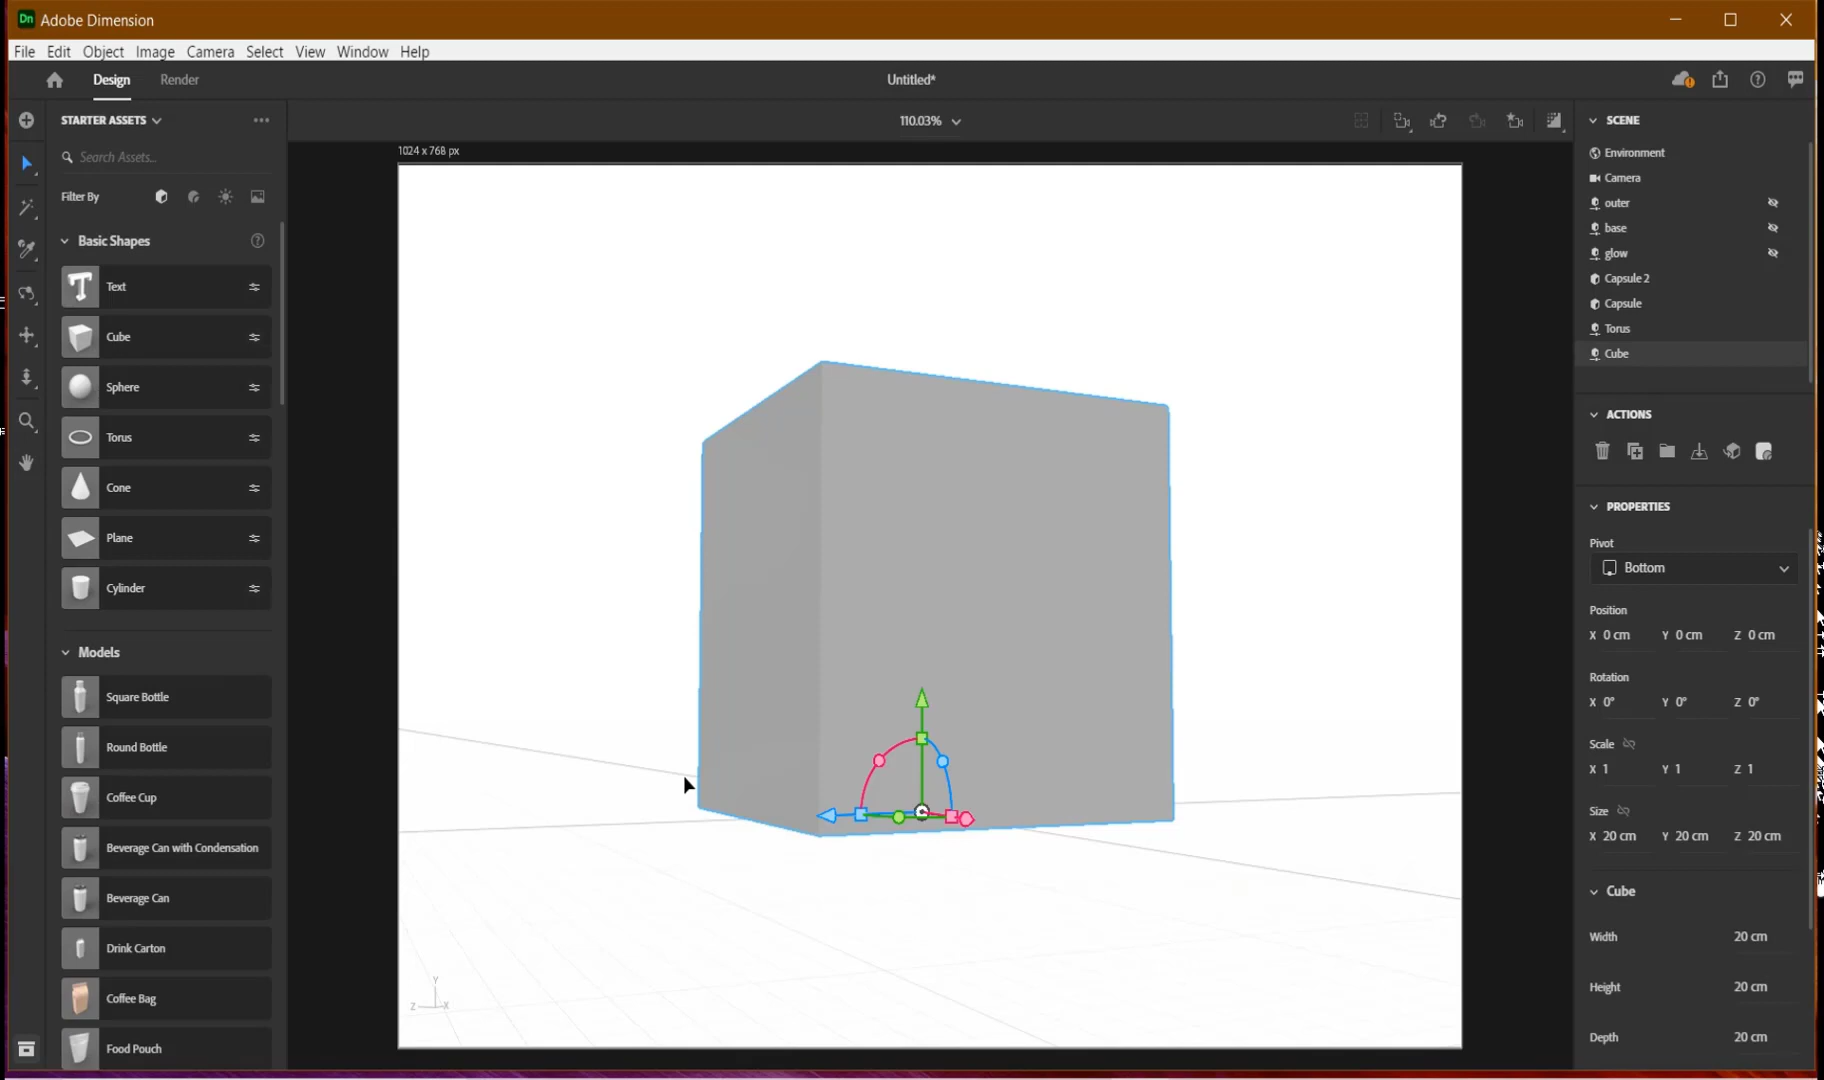 Dn Adobe Dimension
File Edit Object Image Camera Select View Window Help
Design Render Untitled*
STARTER ASSETS
110.03%
Search Assets...
1024 x 768 px
Filter By
Basic Shapes
Text
Cube
Sphere
Torus
Cone
Plane
Cylinder
Models
Square Bottle
Round Bottle
Coffee Cup
Beverage Can with Condensation
Beverage Can
Drink Carton
Coffee Bag
Food Pouch
Y
Z X
SCENE
Environment
Camera
outer
base
glow
Capsule 2
Capsule
Torus
Cube
ACTIONS
PROPERTIES
Pivot
Bottom
Position
X 0 cm Y 0 cm Z 0 cm
Rotation
X 0° Y 0° Z 0°
Scale
X 1 Y 1 Z 1
Size
X 20 cm Y 20 cm Z 20 cm
Cube
Width 20 cm
Height 20 cm
Depth 20 cm